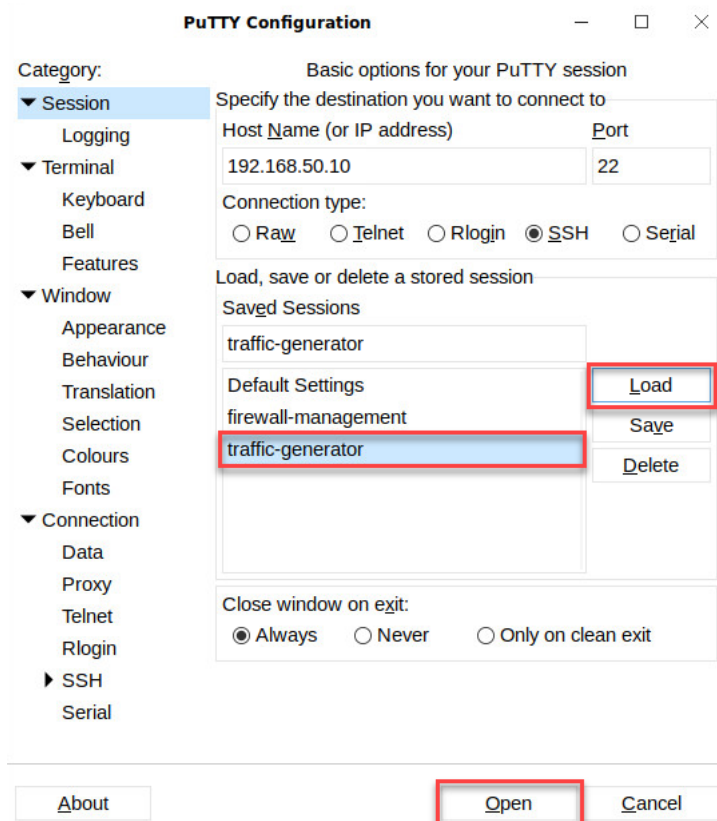 PuTTY Configuration
Category:
Session
Logging
Terminal
Keyboard
Bell
Features
Window
Appearance
Behaviour
Translation
Selection
Colours
Fonts
Connection
Data
Proxy
Telnet
Rlogin
SSH
Serial
Basic options for your PuTTY session
Specify the destination you want to connect to
Host Name (or IP address) Port
192.168.50.10 22
Connection type:
Raw Telnet Rlogin SSH Serial
Load, save or delete a stored session
Saved Sessions
traffic-generator
Default Settings
firewall-management
traffic-generator
Load
Save
Delete
Close window on exit:
Always Never Only on clean exit
About Open Cancel